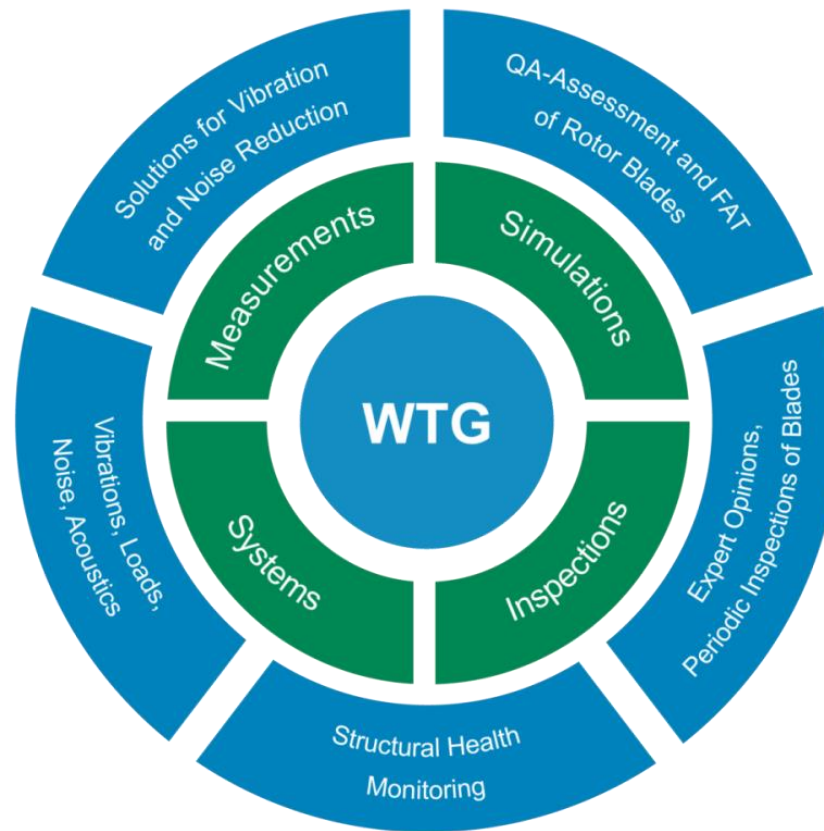 Solutions for Vibration
and Noise Reduction
QA-Assessment and FAT
of Rotor Blades
Measurements
Simulations
WTG
Vibrations, Loads,
Noise, Acoustics
Systems
Inspections
Expert Opinions,
Periodic Inspections of Blades
Structural Health
Monitoring